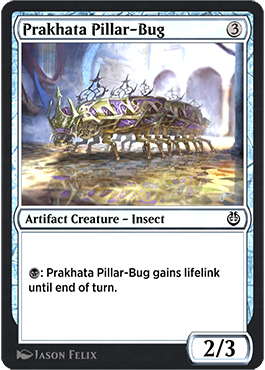 Prakhata Pillar-Bug 3
Artifact Creature – Insect
: Prakhata Pillar-Bug gains lifelink
until end of turn.
Jason Felix
2/3